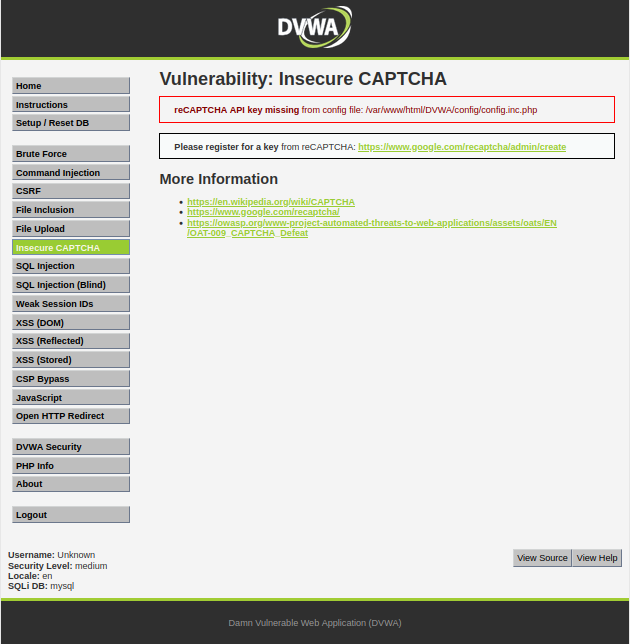 DVWA
Home
Instructions
Setup / Reset DB
Brute Force
Command Injection
CSRF
File Inclusion
File Upload
Insecure CAPTCHA
SQL Injection
SQL Injection (Blind)
Weak Session IDs
XSS (DOM)
XSS (Reflected)
XSS (Stored)
CSP Bypass
JavaScript
Open HTTP Redirect
DVWA Security
PHP Info
About
Logout
Vulnerability: Insecure CAPTCHA
reCAPTCHA API key missing from config file: /var/www/html/DVWA/config/config.inc.php
Please register for a key from reCAPTCHA: https://www.google.com/recaptcha/admin/create
More Information
• https://en.wikipedia.org/wiki/CAPTCHA
• https://www.google.com/recaptcha/
• https://owasp.org/www-project-automated-threats-to-web-applications/assets/oats/EN
/OAT-009_CAPTCHA_Defeat
Username: Unknown
Security Level: medium
Locale: en
SQLi DB: mysql
View Source View Help
Damn Vulnerable Web Application (DVWA)